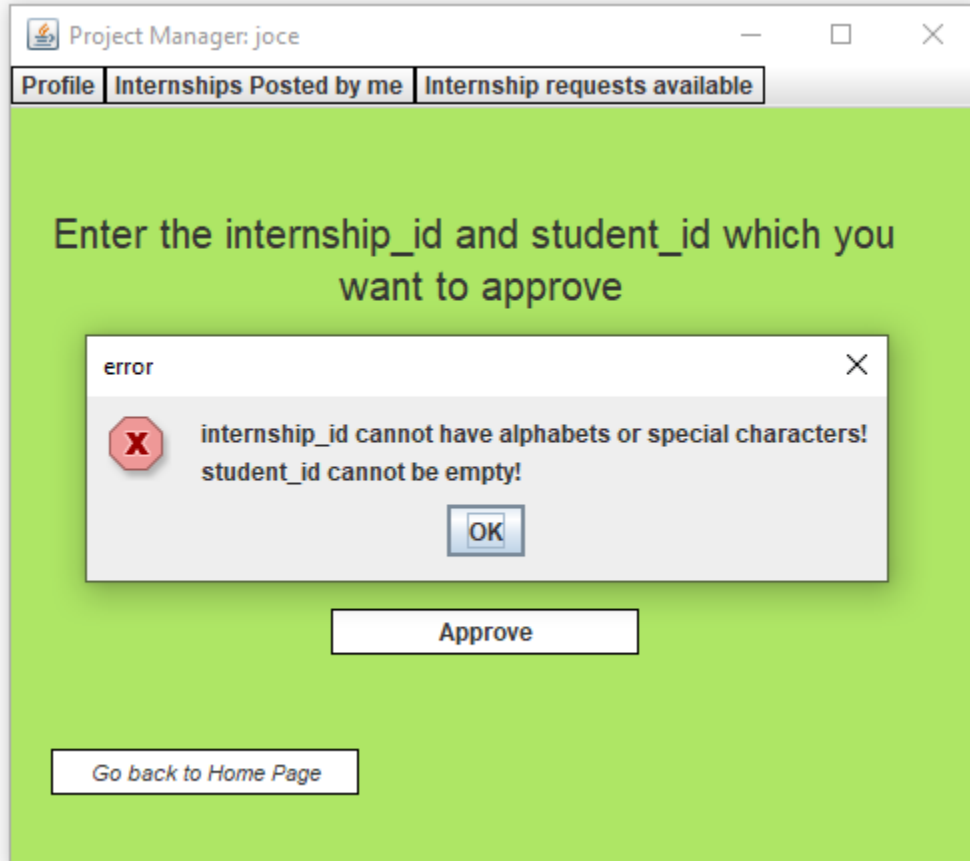 Project Manager: joce
Profile Internships Posted by me Internship requests available
Enter the internship_id and student_id which you
want to approve
error
internship_id cannot have alphabets or special characters!
student_id cannot be empty!
OK
Approve
Go back to Home Page